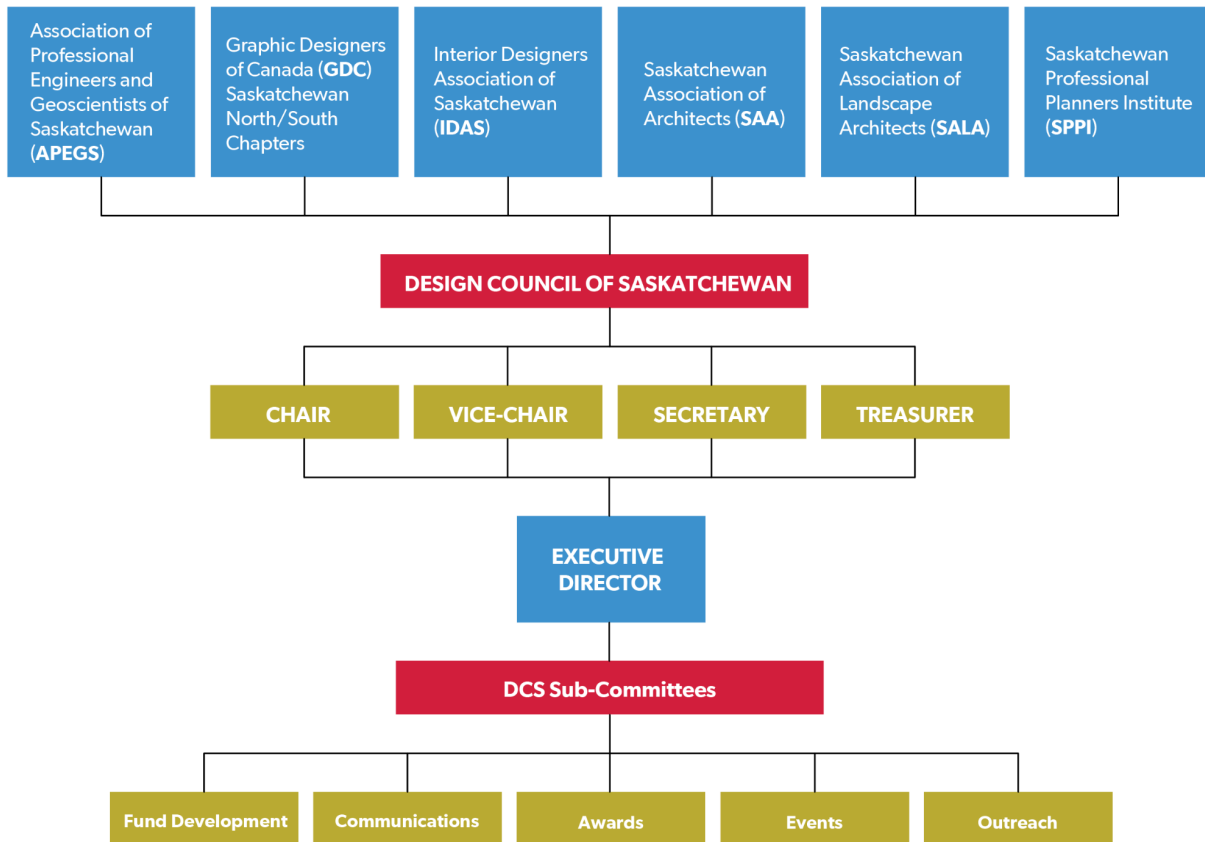 Association of
Professional
Engineers and
Geoscientists of
Saskatchewan
(APEGS)
Graphic Designers
of Canada (GDC)
Saskatchewan
North/South
Chapters
Interior Designers
Association of
Saskatchewan
(IDAS)
Saskatchewan
Association of
Architects (SAA)
Saskatchewan
Association of
Landscape
Architects (SALA)
Saskatchewan
Professional
Planners Institute
(SPPI)
DESIGN COUNCIL OF SASKATCHEWAN
CHAIR
VICE-CHAIR
SECRETARY
TREASURER
EXECUTIVE
DIRECTOR
DCS Sub-Committees
Fund Development
Communications
Awards
Events
Outreach